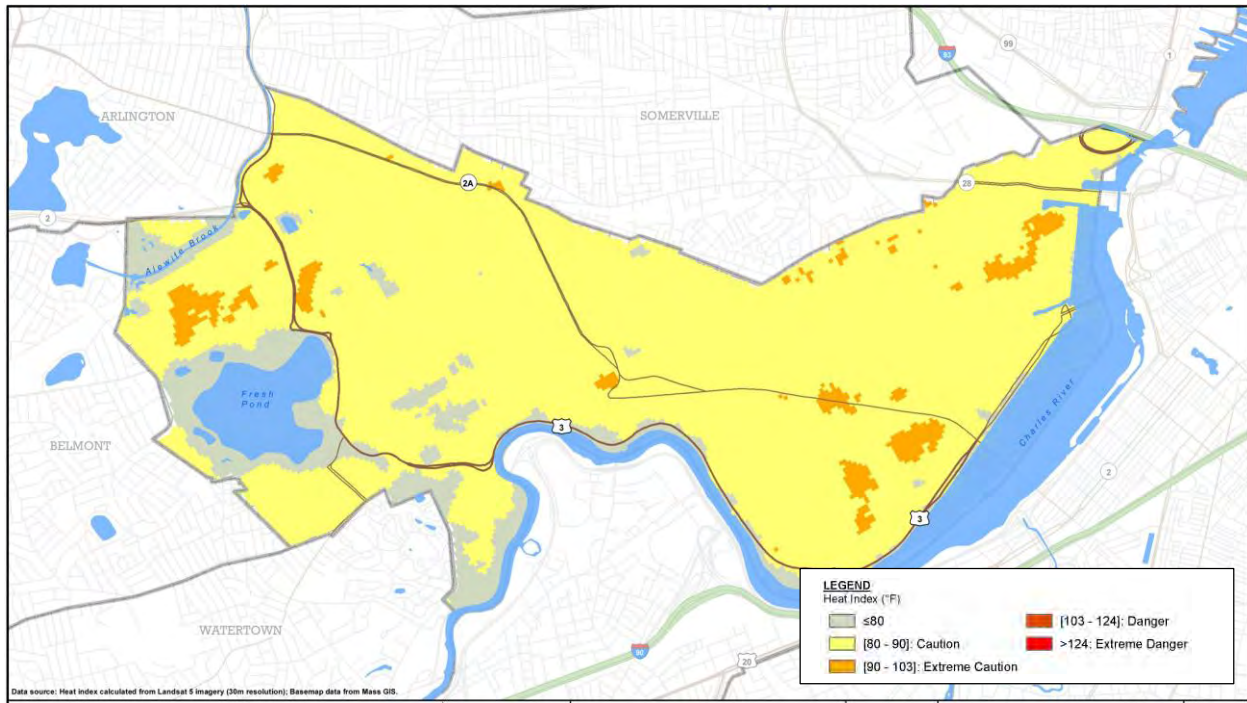 ARLINGTON
SOMERVILLE
93
99
1
2A
28
2
Alewife Brook
Fresh
Pond
BELMONT
3
Charles River
2
3
WATERTOWN
90
20
LEGEND
Heat Index (°F)
≤80
[80 - 90]: Caution
[90 - 103]: Extreme Caution
[103 - 124]: Danger
>124: Extreme Danger
Data source: Heat index calculated from Landsat 5 imagery (30m resolution); Basemap data from Mass GIS.